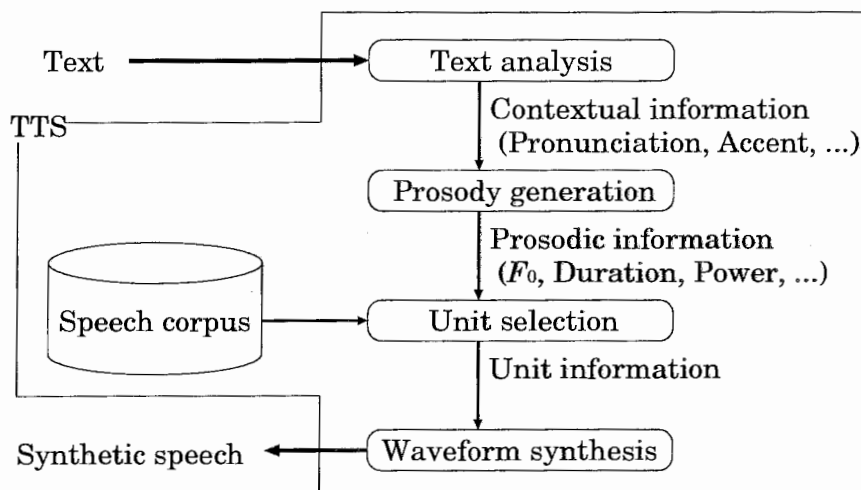 Text
Text analysis
Contextual information
(Pronunciation, Accent, ...)
TTS
Prosody generation
Prosodic information
(F0, Duration, Power, ...)
Speech corpus
Unit selection
Unit information
Synthetic speech
Waveform synthesis